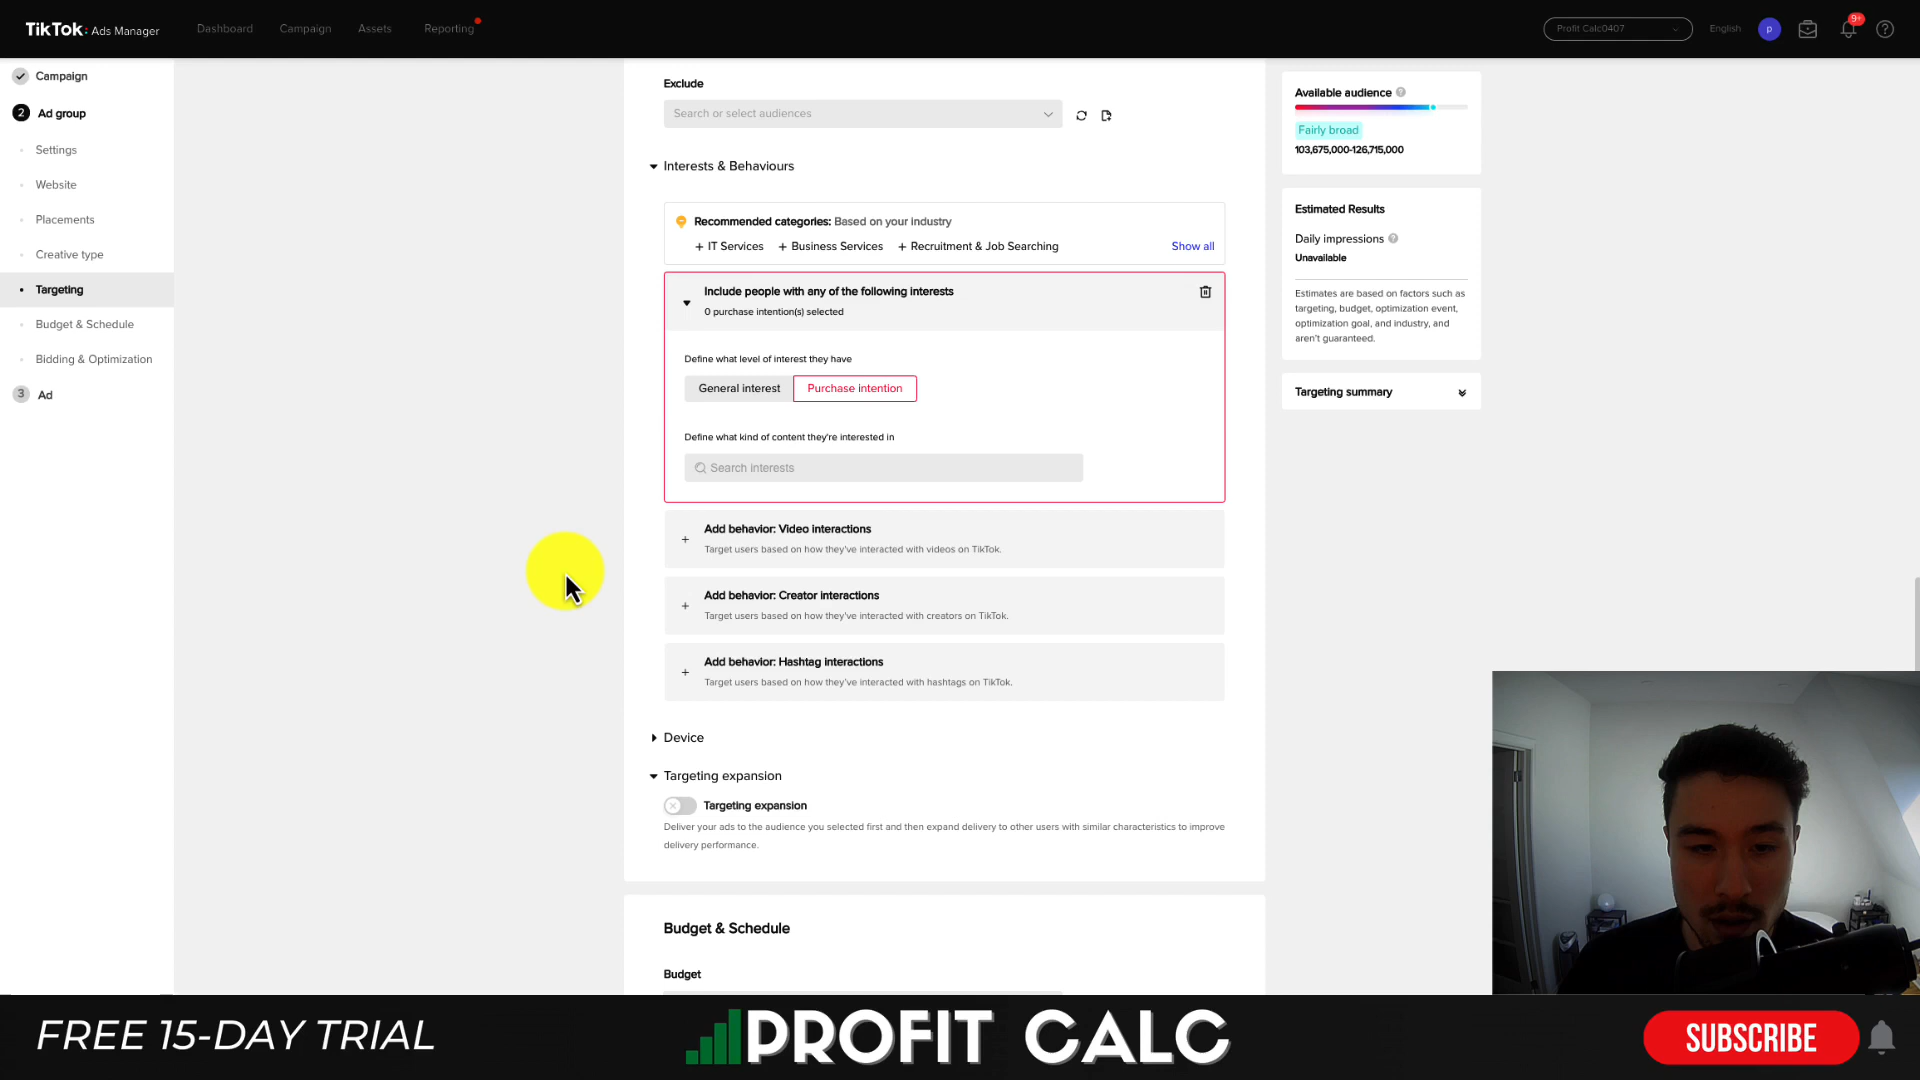 TikTok: Ads Manager
Dashboard
Campaign
Assets
Reporting
Profit Calc0407
English
p
9+
Campaign
2 Ad group
Settings
Website
Placements
Creative type
Targeting
Budget & Schedule
Bidding & Optimization
3 Ad
Exclude
Search or select audiences
Interests & Behaviours
Recommended categories: Based on your industry
+ IT Services + Business Services + Recruitment & Job Searching Show all
Include people with any of the following interests
0 purchase intention(s) selected
Define what level of interest they have
General interest Purchase intention
Define what kind of content they're interested in
Search interests
Add behavior: Video interactions
+ Target users based on how they've interacted with videos on TikTok.
Add behavior: Creator interactions
+ Target users based on how they've interacted with creators on TikTok.
Add behavior: Hashtag interactions
+ Target users based on how they've interacted with hashtags on TikTok.
Device
Targeting expansion
Targeting expansion
Deliver your ads to the audience you selected first and then expand delivery to other users with similar characteristics to improve
delivery performance.
Budget & Schedule
Budget
Available audience ?
Fairly broad
103,675,000-126,715,000
Estimated Results
Daily impressions ?
Unavailable
Estimates are based on factors such as
targeting, budget, optimization event,
optimization goal, and industry, and
aren't guaranteed.
Targeting summary
FREE 15-DAY TRIAL
PROFIT CALC
SUBSCRIBE